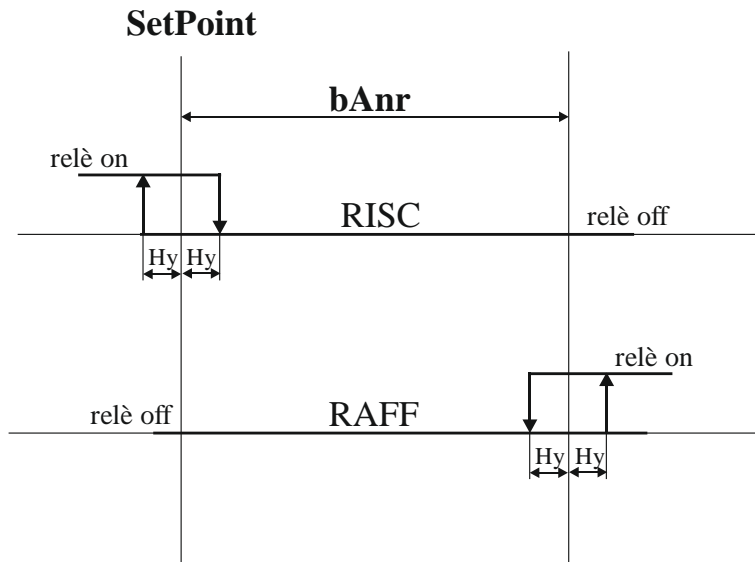 SetPoint
bAnr
relè on
RISC
relè off
Hy Hy
relè on
relè off
RAFF
Hy Hy